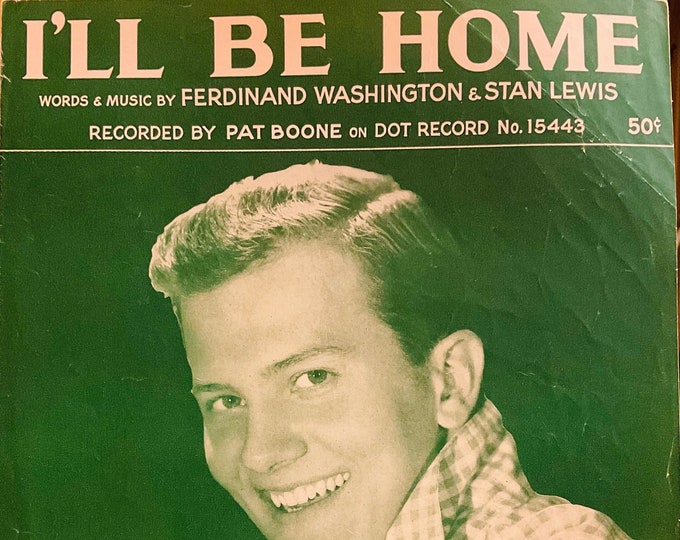 I'LL BE HOME
WORDS & MUSIC BY FERDINAND WASHINGTON & STAN LEWIS
RECORDED BY PAT BOONE ON DOT RECORD No. 15443 50¢